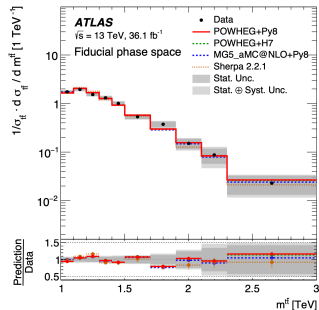 1/σ_tt̄ · d σ_tt̄ / d m^tt̄ [1 TeV⁻¹]
10²
10
1
10⁻¹
10⁻²
ATLAS
√s = 13 TeV, 36.1 fb⁻¹
Fiducial phase space
Data
POWHEG+Py8
POWHEG+H7
MG5_aMC@NLO+Py8
Sherpa 2.2.1
Stat. Unc.
Stat. ⊕ Syst. Unc.
Prediction
Data
1.5
1
0.5
1 1.5 2 2.5 3
m^tt̄ [TeV]